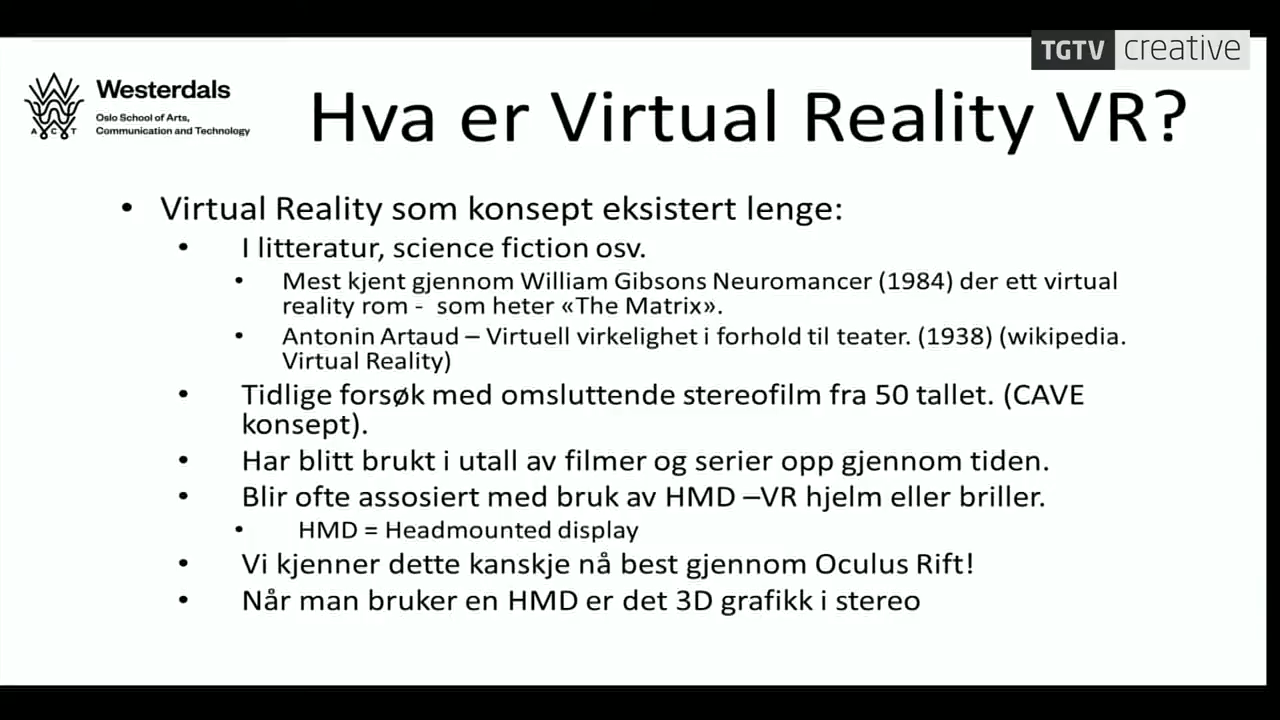 TGTV creative
Westerdals
Oslo School of Arts,
Communication and Technology
A C T
Hva er Virtual Reality VR?
• Virtual Reality som konsept eksistert lenge:
• I litteratur, science fiction osv.
• Mest kjent gjennom William Gibsons Neuromancer (1984) der ett virtual
reality rom - som heter «The Matrix».
• Antonin Artaud – Virtuell virkelighet i forhold til teater. (1938) (wikipedia.
Virtual Reality)
• Tidlige forsøk med omsluttende stereofilm fra 50 tallet. (CAVE
konsept).
• Har blitt brukt i utall av filmer og serier opp gjennom tiden.
• Blir ofte assosiert med bruk av HMD –VR hjelm eller briller.
• HMD = Headmounted display
• Vi kjenner dette kanskje nå best gjennom Oculus Rift!
• Når man bruker en HMD er det 3D grafikk i stereo